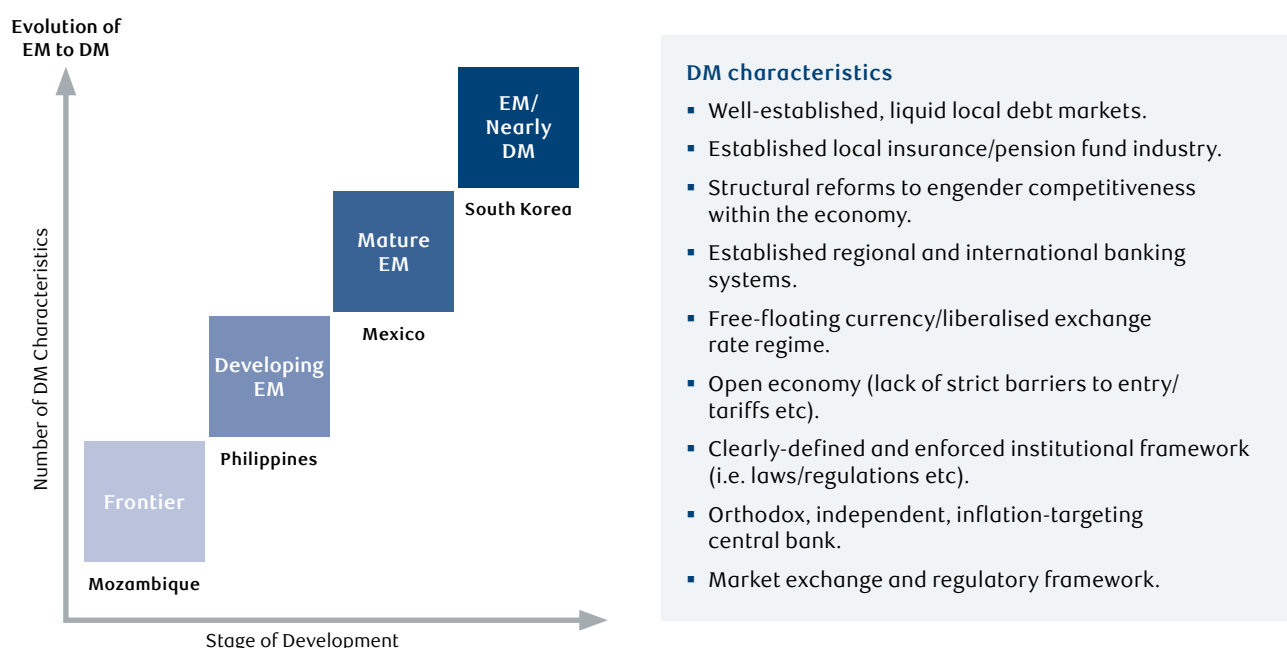 Evolution of
EM to DM
Number of DM Characteristics
EM/
Nearly
DM
South Korea
Mature
EM
Mexico
Developing
EM
Philippines
Frontier
Mozambique
Stage of Development
DM characteristics
▪ Well-established, liquid local debt markets.
▪ Established local insurance/pension fund industry.
▪ Structural reforms to engender competitiveness
within the economy.
▪ Established regional and international banking
systems.
▪ Free-floating currency/liberalised exchange
rate regime.
▪ Open economy (lack of strict barriers to entry/
tariffs etc).
▪ Clearly-defined and enforced institutional framework
(i.e. laws/regulations etc).
▪ Orthodox, independent, inflation-targeting
central bank.
▪ Market exchange and regulatory framework.